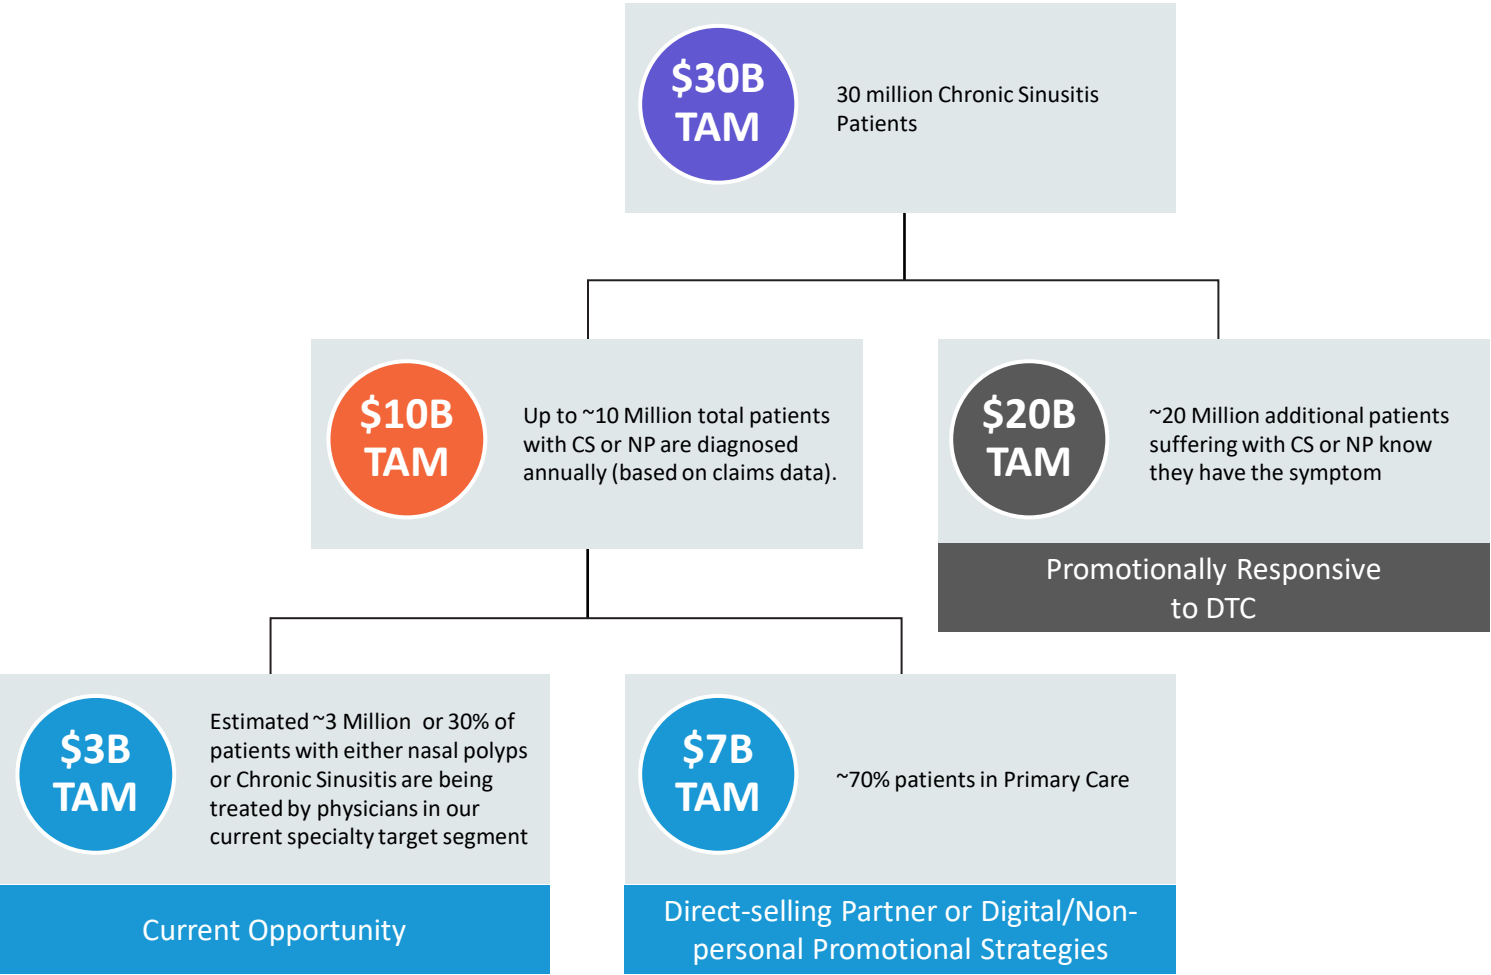 $30B
TAM
30 million Chronic Sinusitis
Patients
$10B
TAM
Up to ~10 Million total patients
with CS or NP are diagnosed
annually (based on claims data).
$20B
TAM
~20 Million additional patients
suffering with CS or NP know
they have the symptom
Promotionally Responsive
to DTC
$3B
TAM
Estimated ~3 Million or 30% of
patients with either nasal polyps
or Chronic Sinusitis are being
treated by physicians in our
current specialty target segment
Current Opportunity
$7B
TAM
~70% patients in Primary Care
Direct-selling Partner or Digital/Non-
personal Promotional Strategies